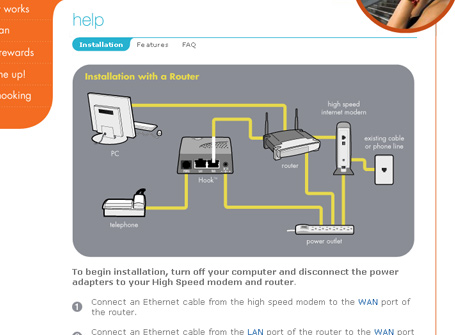 works
an
rewards
me up!
hooking
help
Installation Features FAQ
Installation with a Router
high speed
internet modem
existing cable
or phone line
PC
router
Hook™
telephone
power outlet
To begin installation, turn off your computer and disconnect the power
adapters to your High Speed modem and router.
1 Connect an Ethernet cable from the high speed modem to the WAN port of
the router.
Connect an Ethernet cable from the LAN port of the router to the WAN port